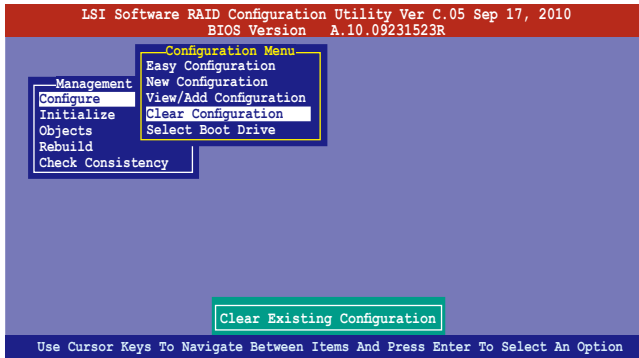 LSI Software RAID Configuration Utility Ver C.05 Sep 17, 2010
BIOS Version A.10.09231523R
Configuration Menu
Easy Configuration
New Configuration
View/Add Configuration
Clear Configuration
Select Boot Drive
Management
Configure
Initialize
Objects
Rebuild
Check Consistency
Clear Existing Configuration
Use Cursor Keys To Navigate Between Items And Press Enter To Select An Option